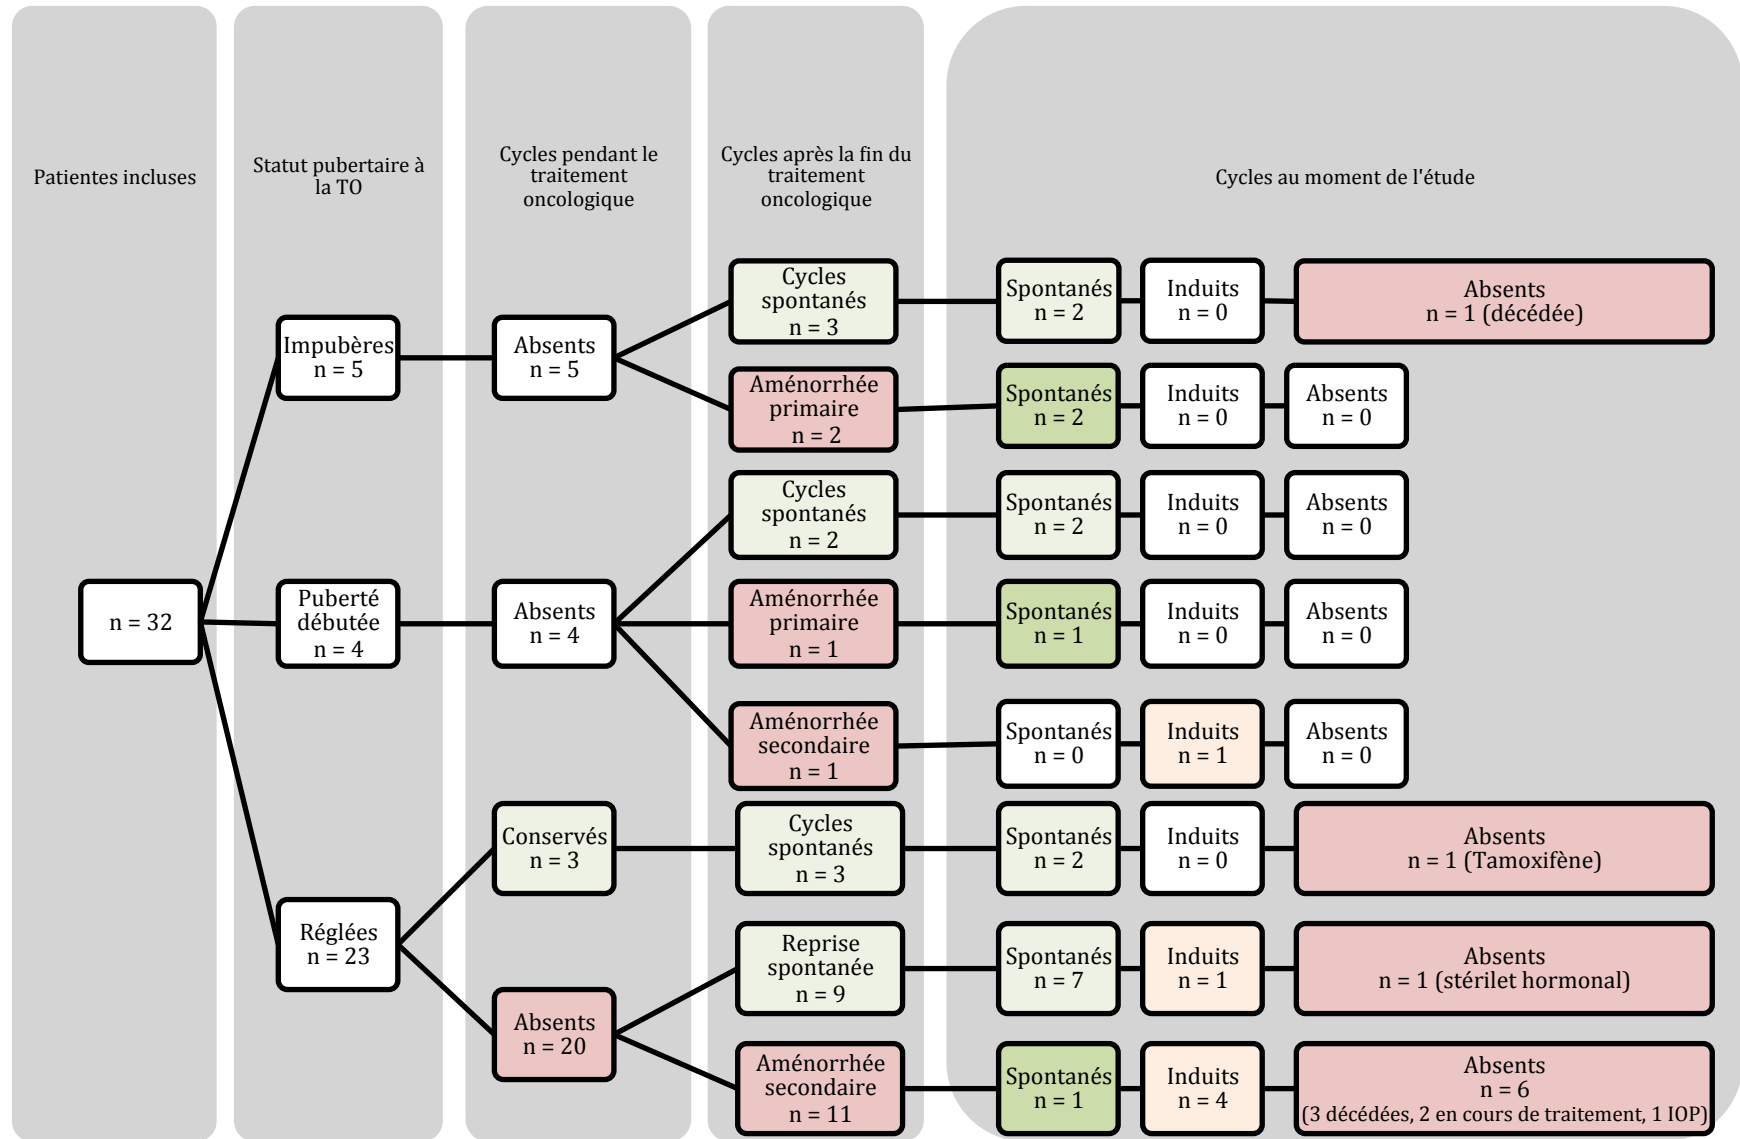 Patientes incluses
Statut pubertaire à
la TO
Cycles pendant le
traitement
oncologique
Cycles après la fin du
traitement
oncologique
Cycles au moment de l'étude
n = 32
Impubères
n = 5
Absents
n = 5
Cycles
spontanés
n = 3
Spontanés
n = 2
Induits
n = 0
Absents
n = 1 (décédée)
Aménorrhée
primaire
n = 2
Spontanés
n = 2
Induits
n = 0
Absents
n = 0
Puberté
débutée
n = 4
Absents
n = 4
Cycles
spontanés
n = 2
Spontanés
n = 2
Induits
n = 0
Absents
n = 0
Aménorrhée
primaire
n = 1
Spontanés
n = 1
Induits
n = 0
Absents
n = 0
Aménorrhée
secondaire
n = 1
Spontanés
n = 0
Induits
n = 1
Absents
n = 0
Réglées
n = 23
Conservés
n = 3
Cycles
spontanés
n = 3
Spontanés
n = 2
Induits
n = 0
Absents
n = 1 (Tamoxifène)
Absents
n = 20
Reprise
spontanée
n = 9
Spontanés
n = 7
Induits
n = 1
Absents
n = 1 (stérilet hormonal)
Aménorrhée
secondaire
n = 11
Spontanés
n = 1
Induits
n = 4
Absents
n = 6
(3 décédées, 2 en cours de traitement, 1 IOP)